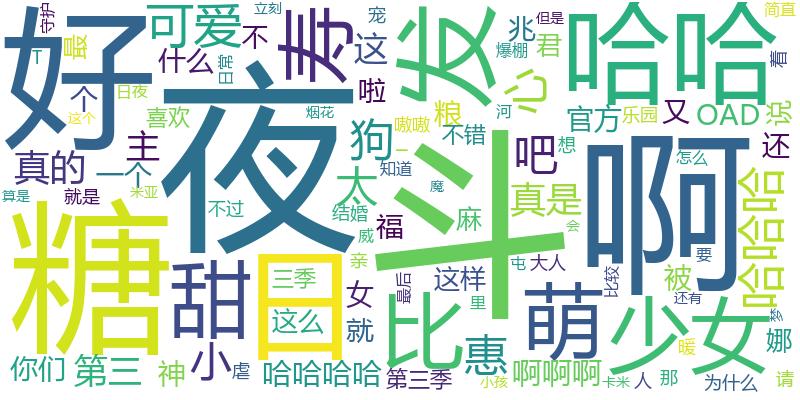 守护
T
最
可爱
不
立刻
寿
宠
这
发
兆
但是
爆棚
君
哈哈
简直
着
好
个
日夜
这个
什么
日常
喜欢
夜
烟花
啦
狗
嗷嗷
粮
一
心
不错
河
想
官方
乐园
又
OAD
说
还
真的
一个
主
算是
就是
米亚
不过
结婚
太
知道
魔
威
福
麻
斗
吧
真是
会
啊
怎么
哈哈哈
糖
甜
日
三季
这么
女
就
亲
最后
这样
里
屯
大人
比
惠
萌
比较
被
要
还有
少女
梦
暖
娜
你们
第三
神
小
虐
哈哈哈哈
第三季
小孩
啊啊啊
卡米
人
那
为什么
请